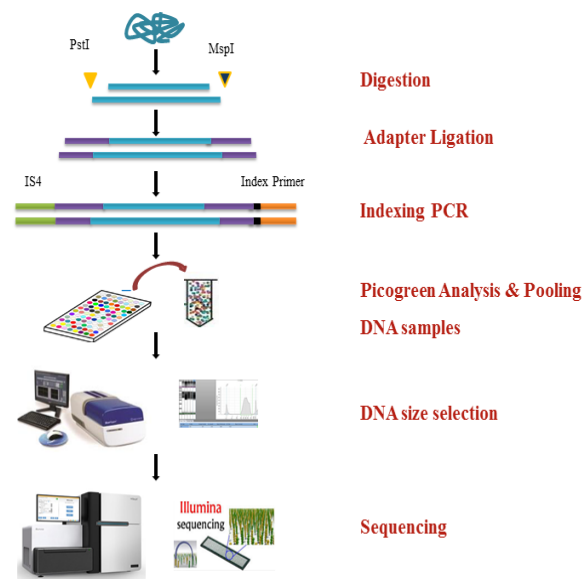 PstI
MspI
Digestion
Adapter Ligation
IS4
Index Primer
Indexing PCR
Picogreen Analysis & Pooling
DNA samples
DNA size selection
Illumina
sequencing
Sequencing